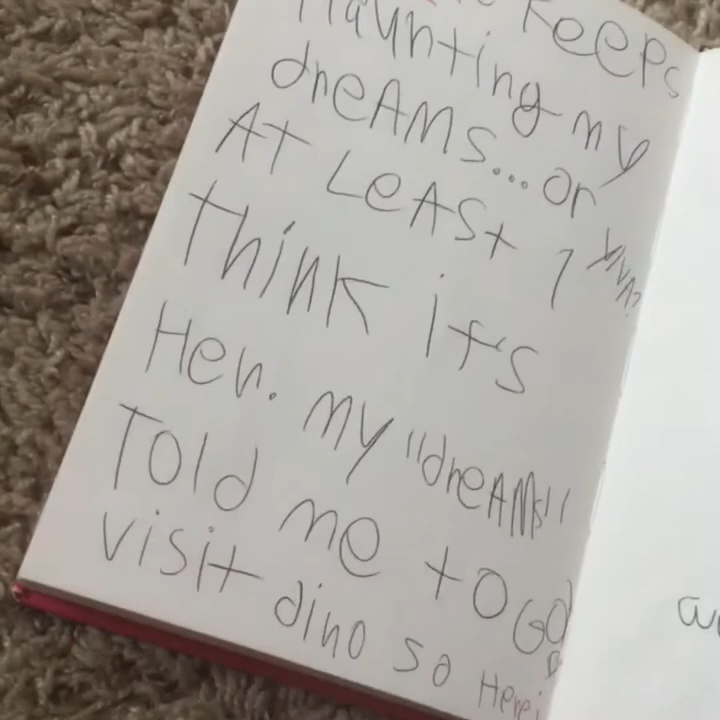 Keeps
Haunting my
dreAMs... or
AT LeASt I
think it's
Her. my "dreAMs"
Told me to Go
visit dino so Here